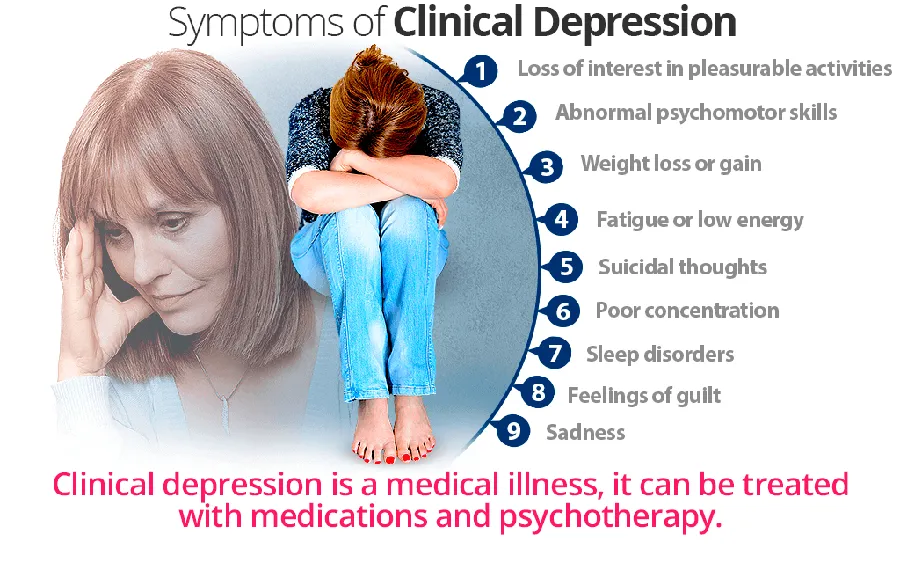 Symptoms of Clinical Depression
1 Loss of interest in pleasurable activities
2 Abnormal psychomotor skills
3 Weight loss or gain
4 Fatigue or low energy
5 Suicidal thoughts
6 Poor concentration
7 Sleep disorders
8 Feelings of guilt
9 Sadness
Clinical depression is a medical illness, it can be treated
with medications and psychotherapy.